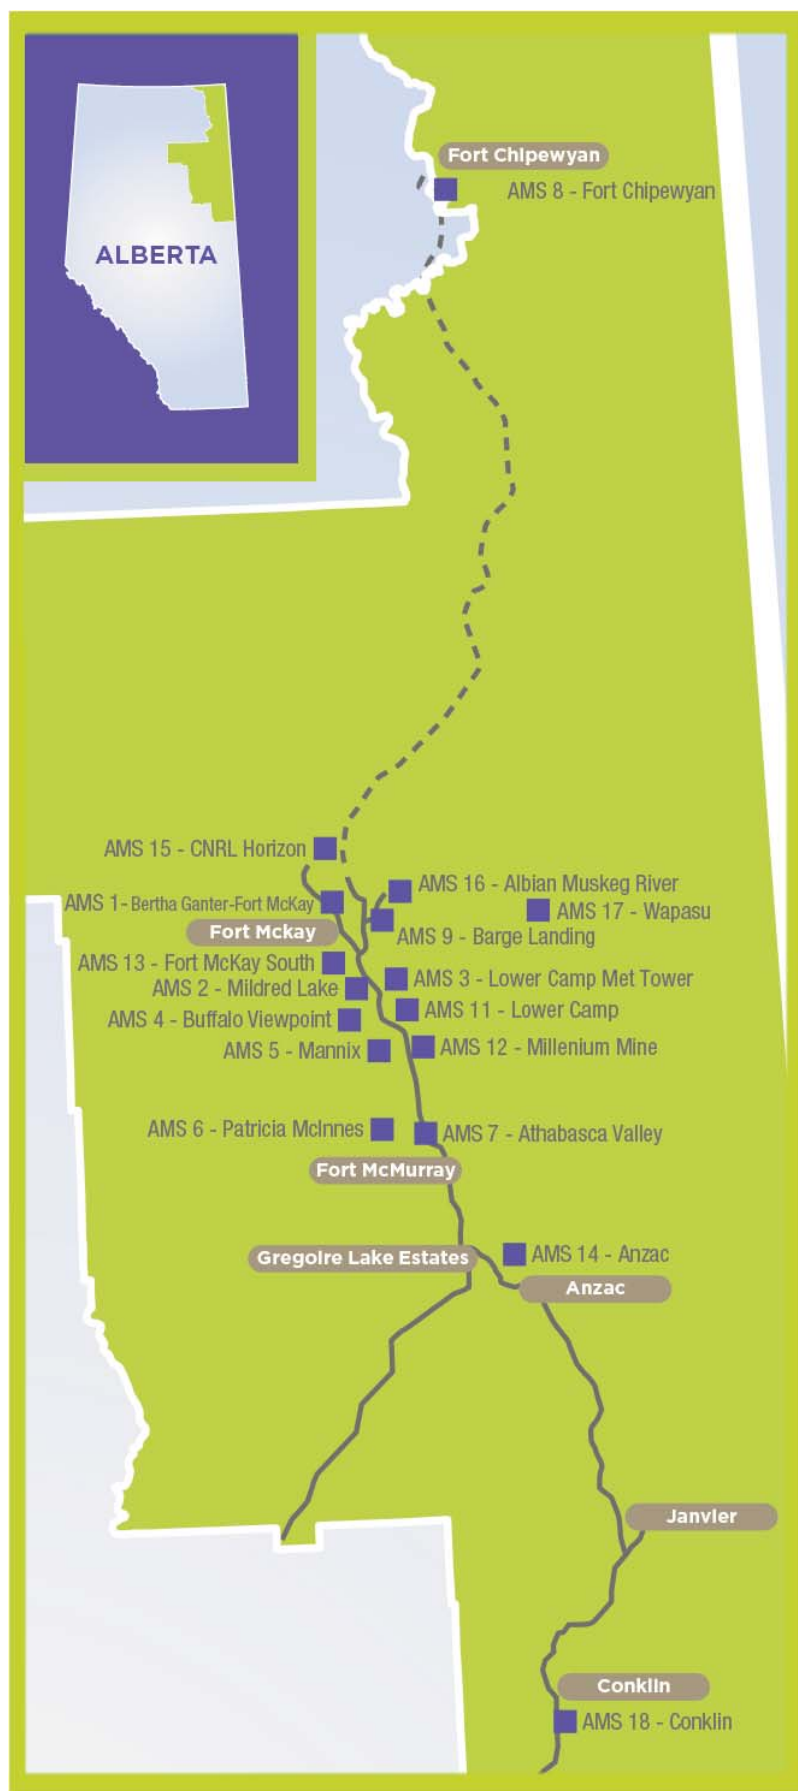 Fort Chipewyan
AMS 8 - Fort Chipewyan
ALBERTA
AMS 15 - CNRL Horizon
AMS 16 - Albian Muskeg River
AMS 1- Bertha Ganter-Fort McKay
AMS 17 - Wapasu
Fort Mckay
AMS 9 - Barge Landing
AMS 13 - Fort McKay South
AMS 3 - Lower Camp Met Tower
AMS 2 - Mildred Lake
AMS 11 - Lower Camp
AMS 4 - Buffalo Viewpoint
AMS 12 - Millenium Mine
AMS 5 - Mannix
AMS 6 - Patricia McInnes
AMS 7 - Athabasca Valley
Fort McMurray
AMS 14 - Anzac
Gregoire Lake Estates
Anzac
Janvier
Conklin
AMS 18 - Conklin